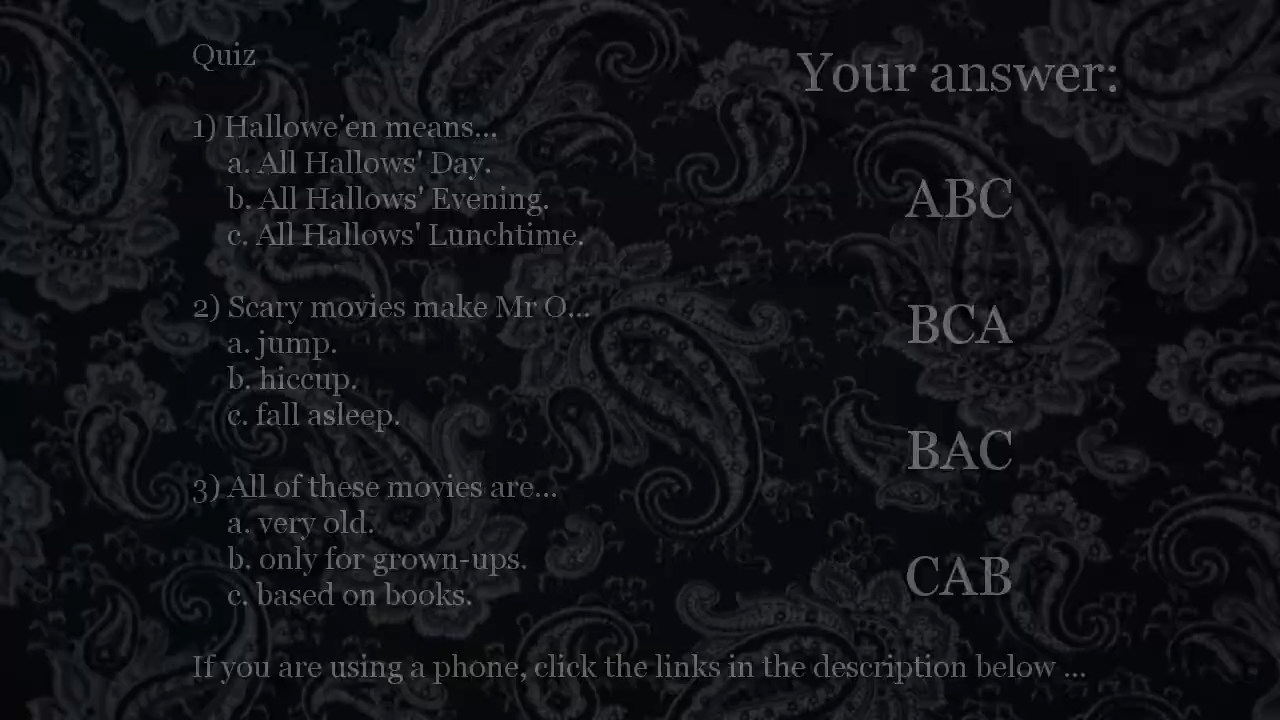 Quiz
1) Hallowe'en means...
a. All Hallows' Day.
b. All Hallows' Evening.
c. All Hallows' Lunchtime.
2) Scary movies make Mr O...
a. jump.
b. hiccup.
c. fall asleep.
3) All of these movies are...
a. very old.
b. only for grown-ups.
c. based on books.
Your answer:
ABC
BCA
BAC
CAB
If you are using a phone, click the links in the description below ...